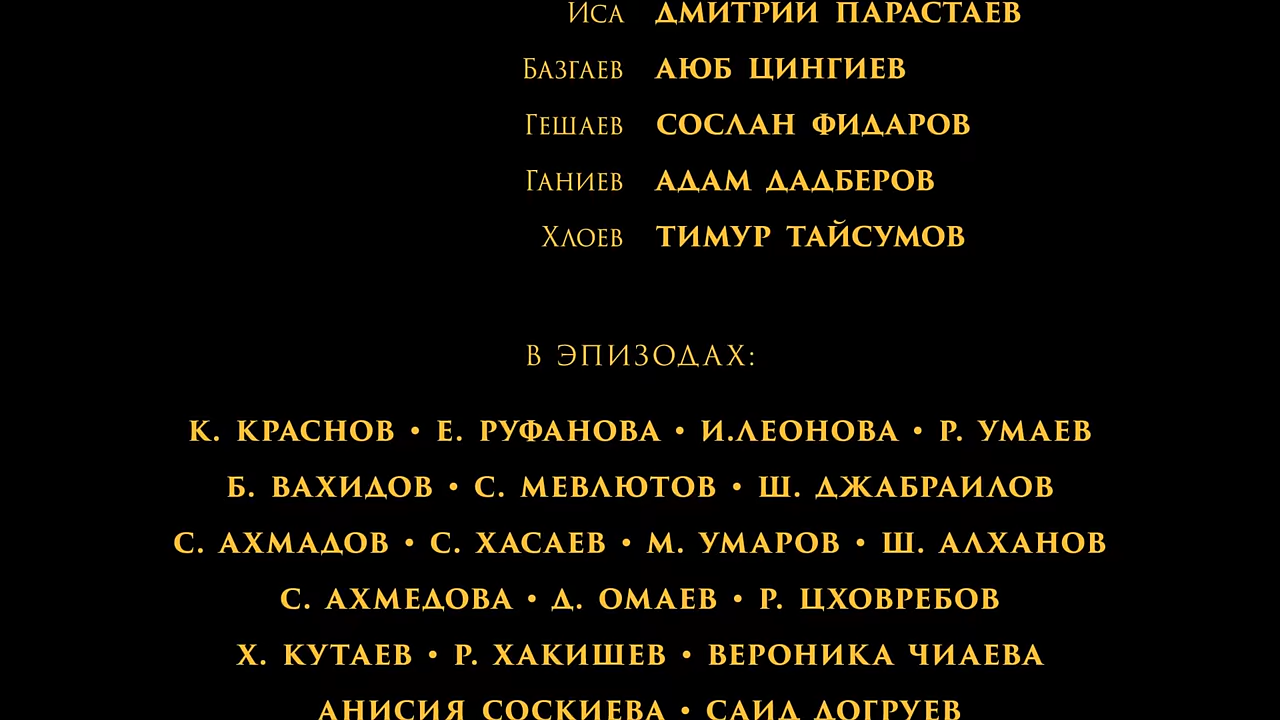 Иса ДМИТРИЙ ПАРАСТАЕВ
Базгаев АЮБ ЦИНГИЕВ
Гешаев СОСЛАН ФИДАРОВ
Ганиев АДАМ ДАДБЕРОВ
Хлоев ТИМУР ТАЙСУМОВ
В ЭПИЗОДАХ:
К. КРАСНОВ • Е. РУФАНОВА • И.ЛЕОНОВА • Р. УМАЕВ
Б. ВАХИДОВ • С. МЕВЛЮТОВ • Ш. ДЖАБРАИЛОВ
С. АХМАДОВ • С. ХАСАЕВ • М. УМАРОВ • Ш. АЛХАНОВ
С. АХМЕДОВА • Д. ОМАЕВ • Р. ЦХОВРЕБОВ
Х. КУТАЕВ • Р. ХАКИШЕВ • ВЕРОНИКА ЧИАЕВА
АНИСИЯ СОСКИЕВА • САИД ДОГРУЕВ